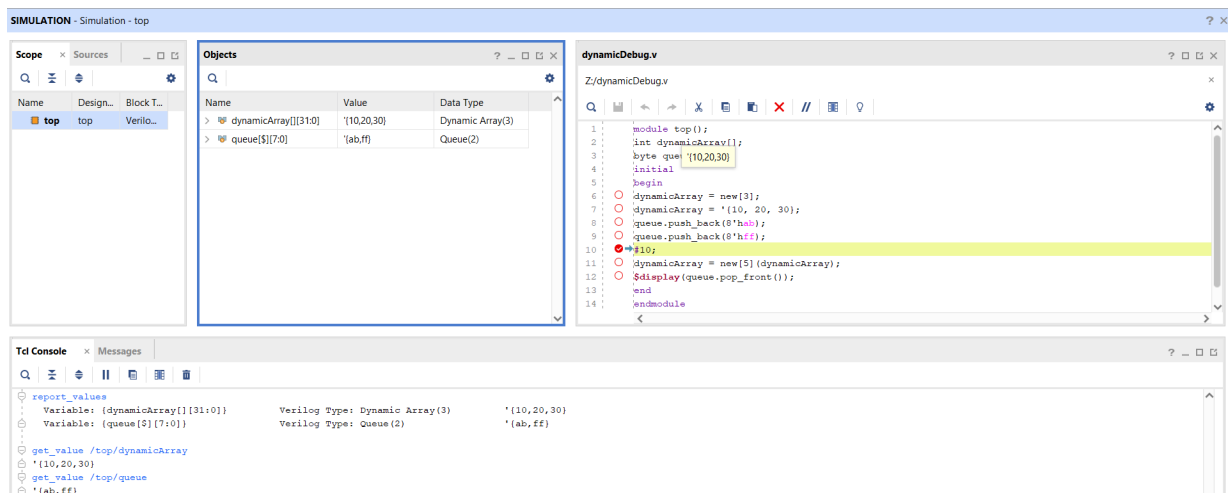 SIMULATION - Simulation - top ? ×
Scope × Sources
Name Design... Block T...
top top Verilo...
Objects ? _ ×
Name Value Data Type
> dynamicArray[][31:0] '{10,20,30} Dynamic Array(3)
> queue[$][7:0] '{ab,ff} Queue(2)
dynamicDebug.v ? ×
Z:/dynamicDebug.v ×
1 module top();
2 int dynamicArray[];
3 byte que '{10,20,30}
4 initial
5 begin
6 dynamicArray = new[3];
7 dynamicArray = '{10, 20, 30};
8 queue.push_back(8'hab);
9 queue.push_back(8'hff);
10 #10;
11 dynamicArray = new[5](dynamicArray);
12 $display(queue.pop_front());
13 end
14 endmodule
Tcl Console × Messages ? _
report_values
Variable: {dynamicArray[][31:0]} Verilog Type: Dynamic Array(3) '{10,20,30}
Variable: {queue[$][7:0]} Verilog Type: Queue(2) '{ab,ff}
get_value /top/dynamicArray
'{10,20,30}
get_value /top/queue
'{ab,ff}